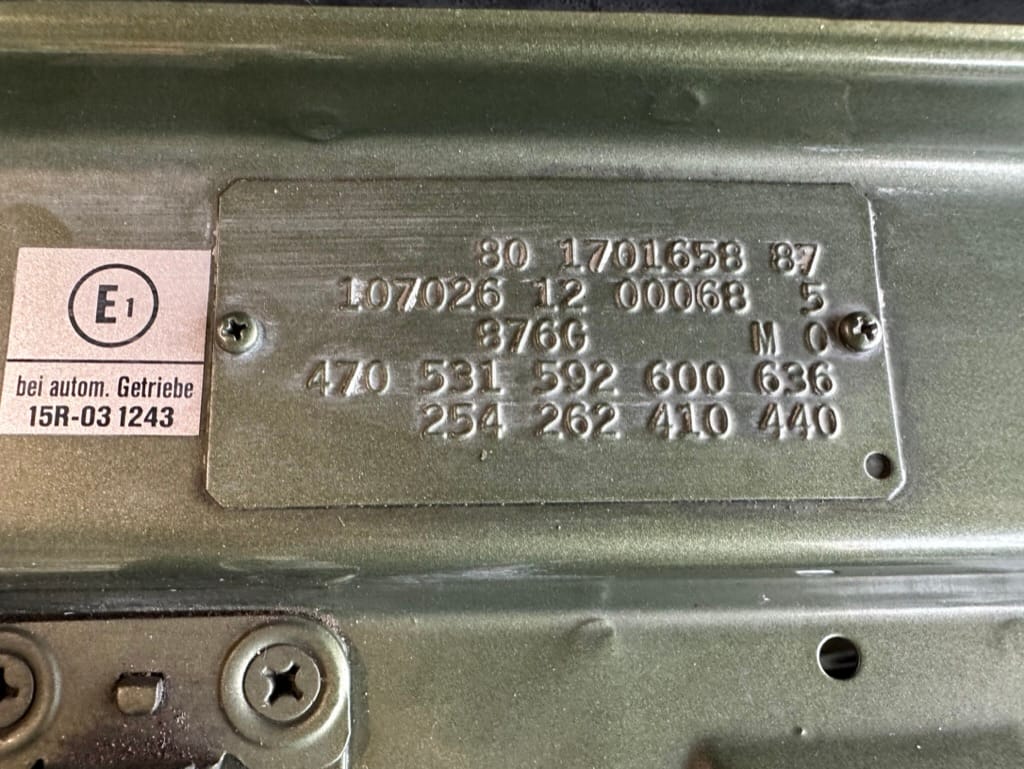 80 1701658 87
107026 12 00068 5
876G M 0
470 531 592 600 636
254 262 410 440
E1
bei autom. Getriebe
15R-03 1243